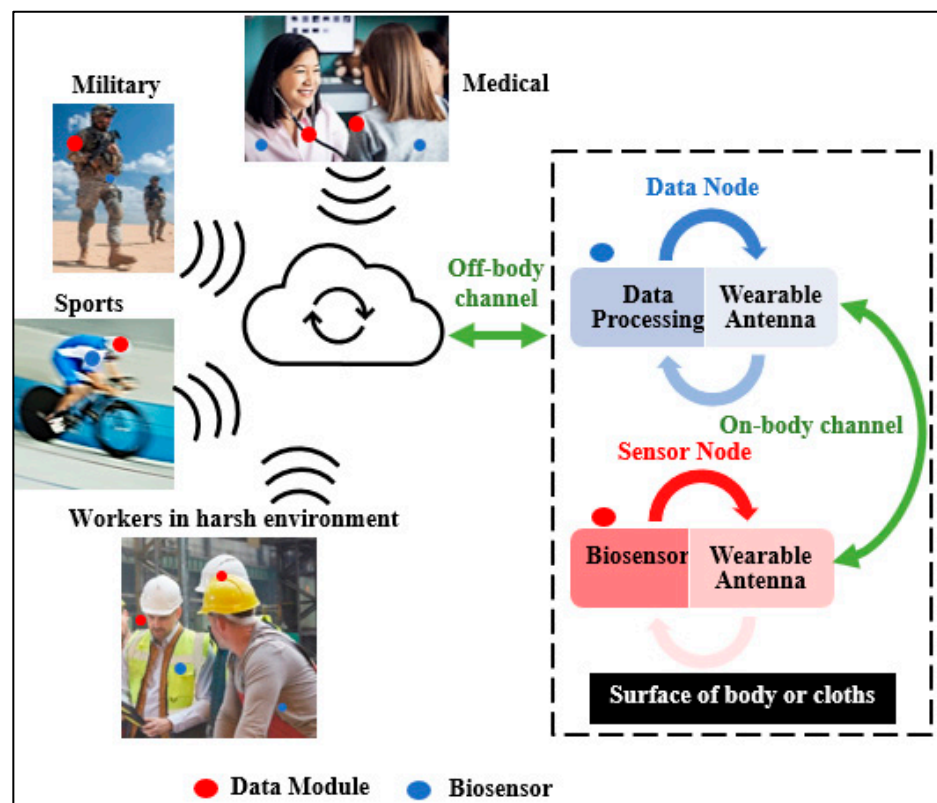 Military
Medical
Sports
Workers in harsh environment
Off-body
channel
Data Node
Data
Processing
Wearable
Antenna
On-body channel
Sensor Node
Biosensor
Wearable
Antenna
Surface of body or cloths
Data Module
Biosensor